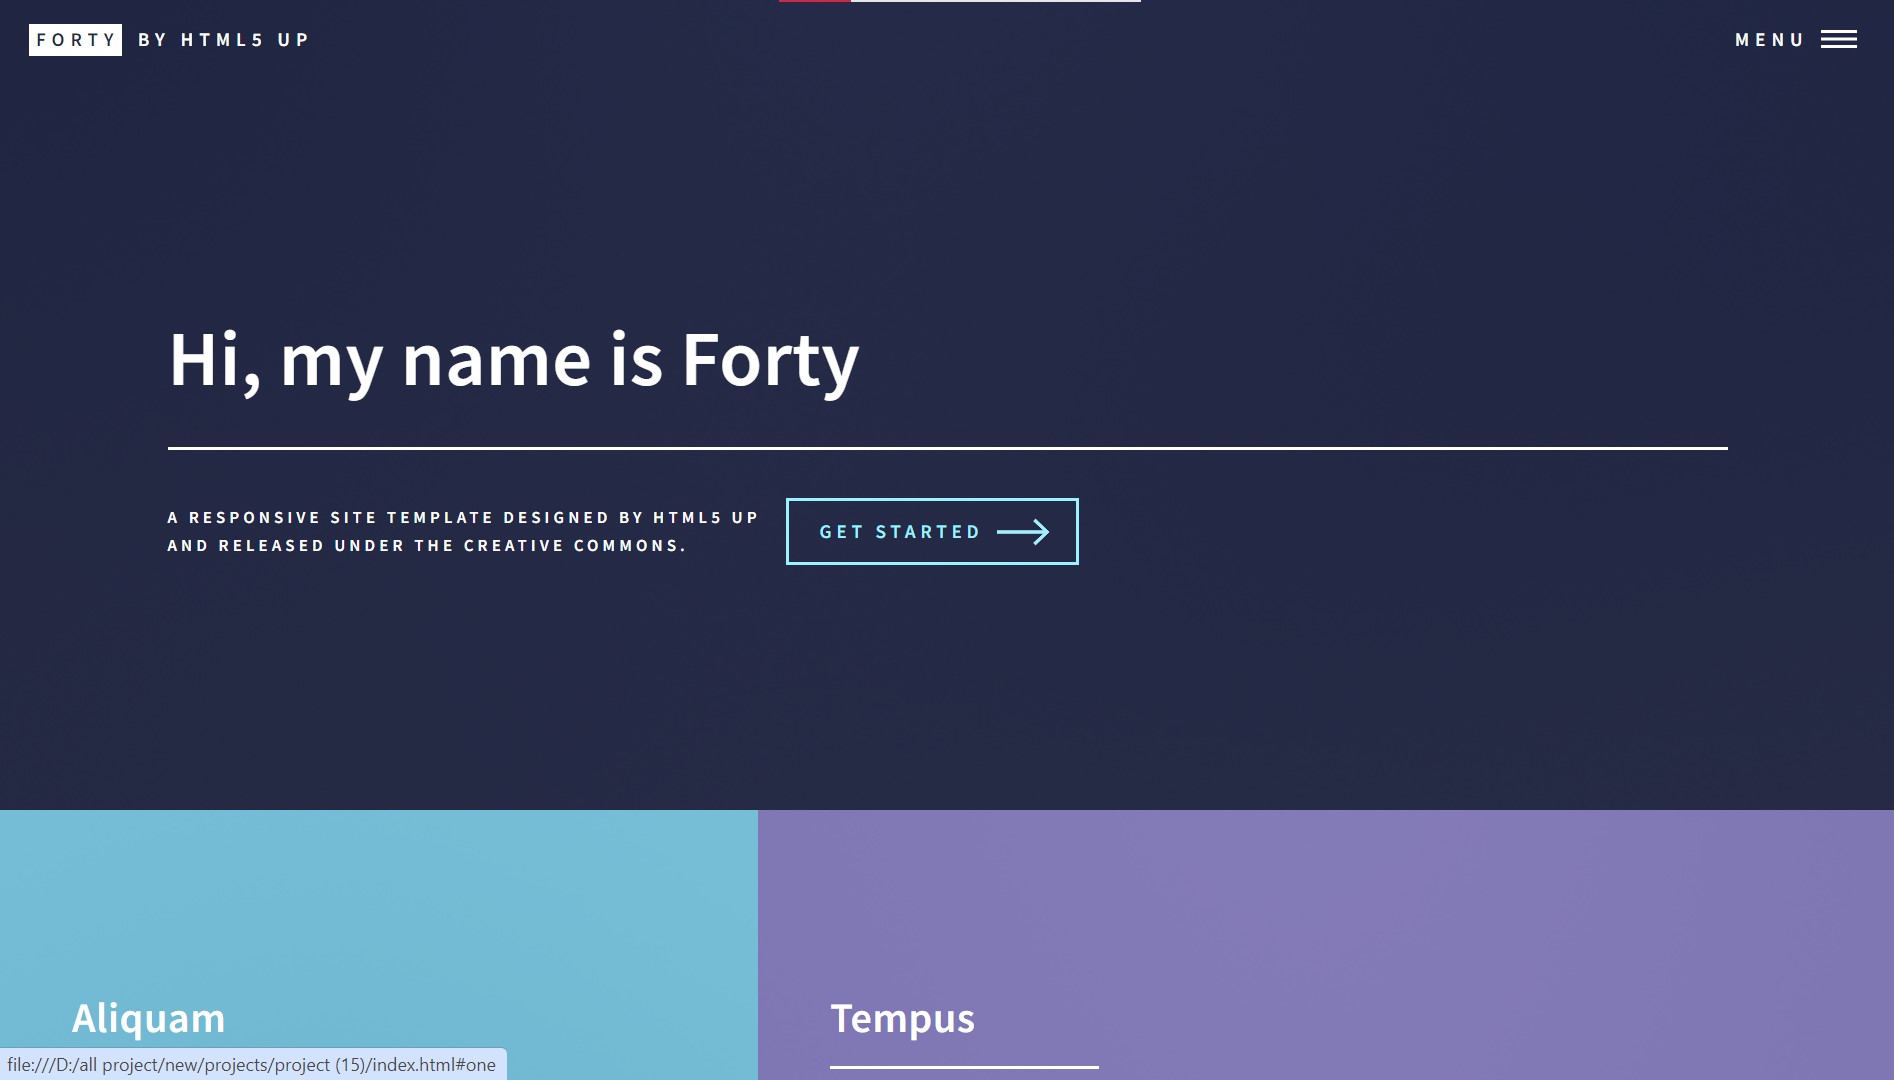 FORTY BY HTML5 UP
MENU
Hi, my name is Forty
A RESPONSIVE SITE TEMPLATE DESIGNED BY HTML5 UP
AND RELEASED UNDER THE CREATIVE COMMONS.
GET STARTED
Aliquam
Tempus
file:///D:/all project/new/projects/project (15)/index.html#one